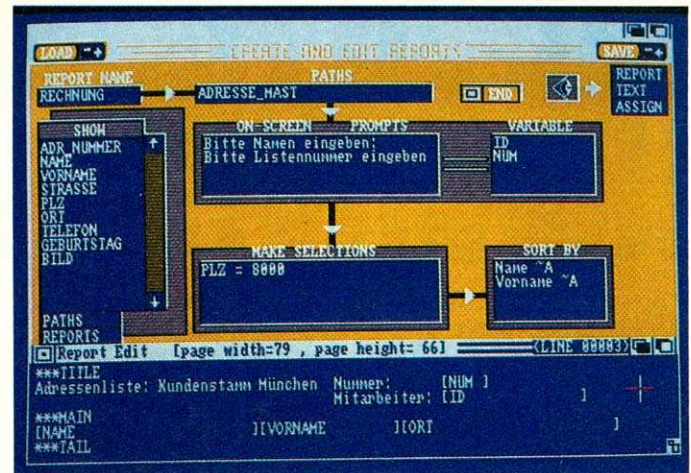 LOAD
CREATE AND EDIT REPORTS
SAVE
REPORT NAME
RECHNUNG
PATHS
ADRESSE_MAST
END
REPORT
TEXT
ASSIGN
SHOW
ADR_NUMMER
NAME
VORNAME
STRASSE
PLZ
ORT
TELEFON
GEBURTSTAG
BILD
PATHS
REPORTS
ON-SCREEN PROMPTS
Bitte Namen eingeben:
Bitte Listennummer eingeben
VARIABLE
ID
NUM
MAKE SELECTIONS
PLZ = 8000
SORT BY
Name ~A
Vorname ~A
Report Edit [page width=79 , page height= 66] (LINE 00003)
***TITLE
Adressenliste: Kundenstamm München Nummer: [NUM ]
Mitarbeiter: [ID ]
***MAIN
[NAME ][VORNAME ][ORT ]
***TAIL